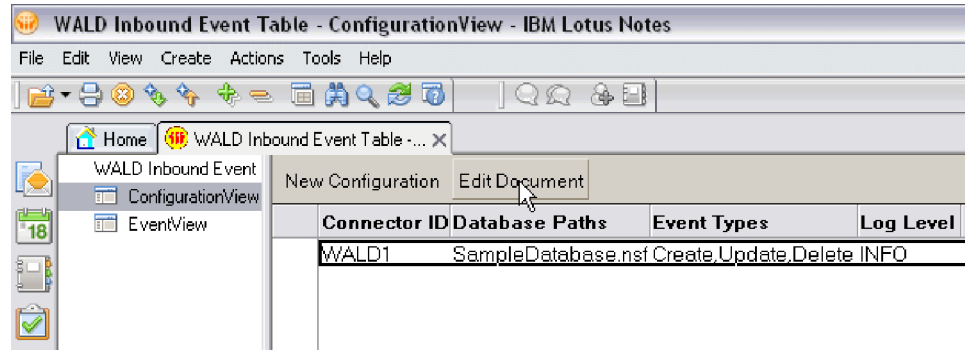 WALD Inbound Event Table - ConfigurationView - IBM Lotus Notes
File Edit View Create Actions Tools Help
Home WALD Inbound Event Table -...
WALD Inbound Event
ConfigurationView
EventView
18
New Configuration Edit Document
Connector ID Database Paths Event Types Log Level
WALD1 SampleDatabase.nsf Create,Update,Delete INFO